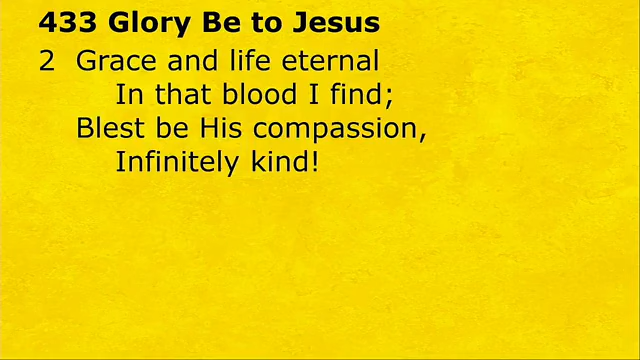 433 Glory Be to Jesus
2 Grace and life eternal
In that blood I find;
Blest be His compassion,
Infinitely kind!